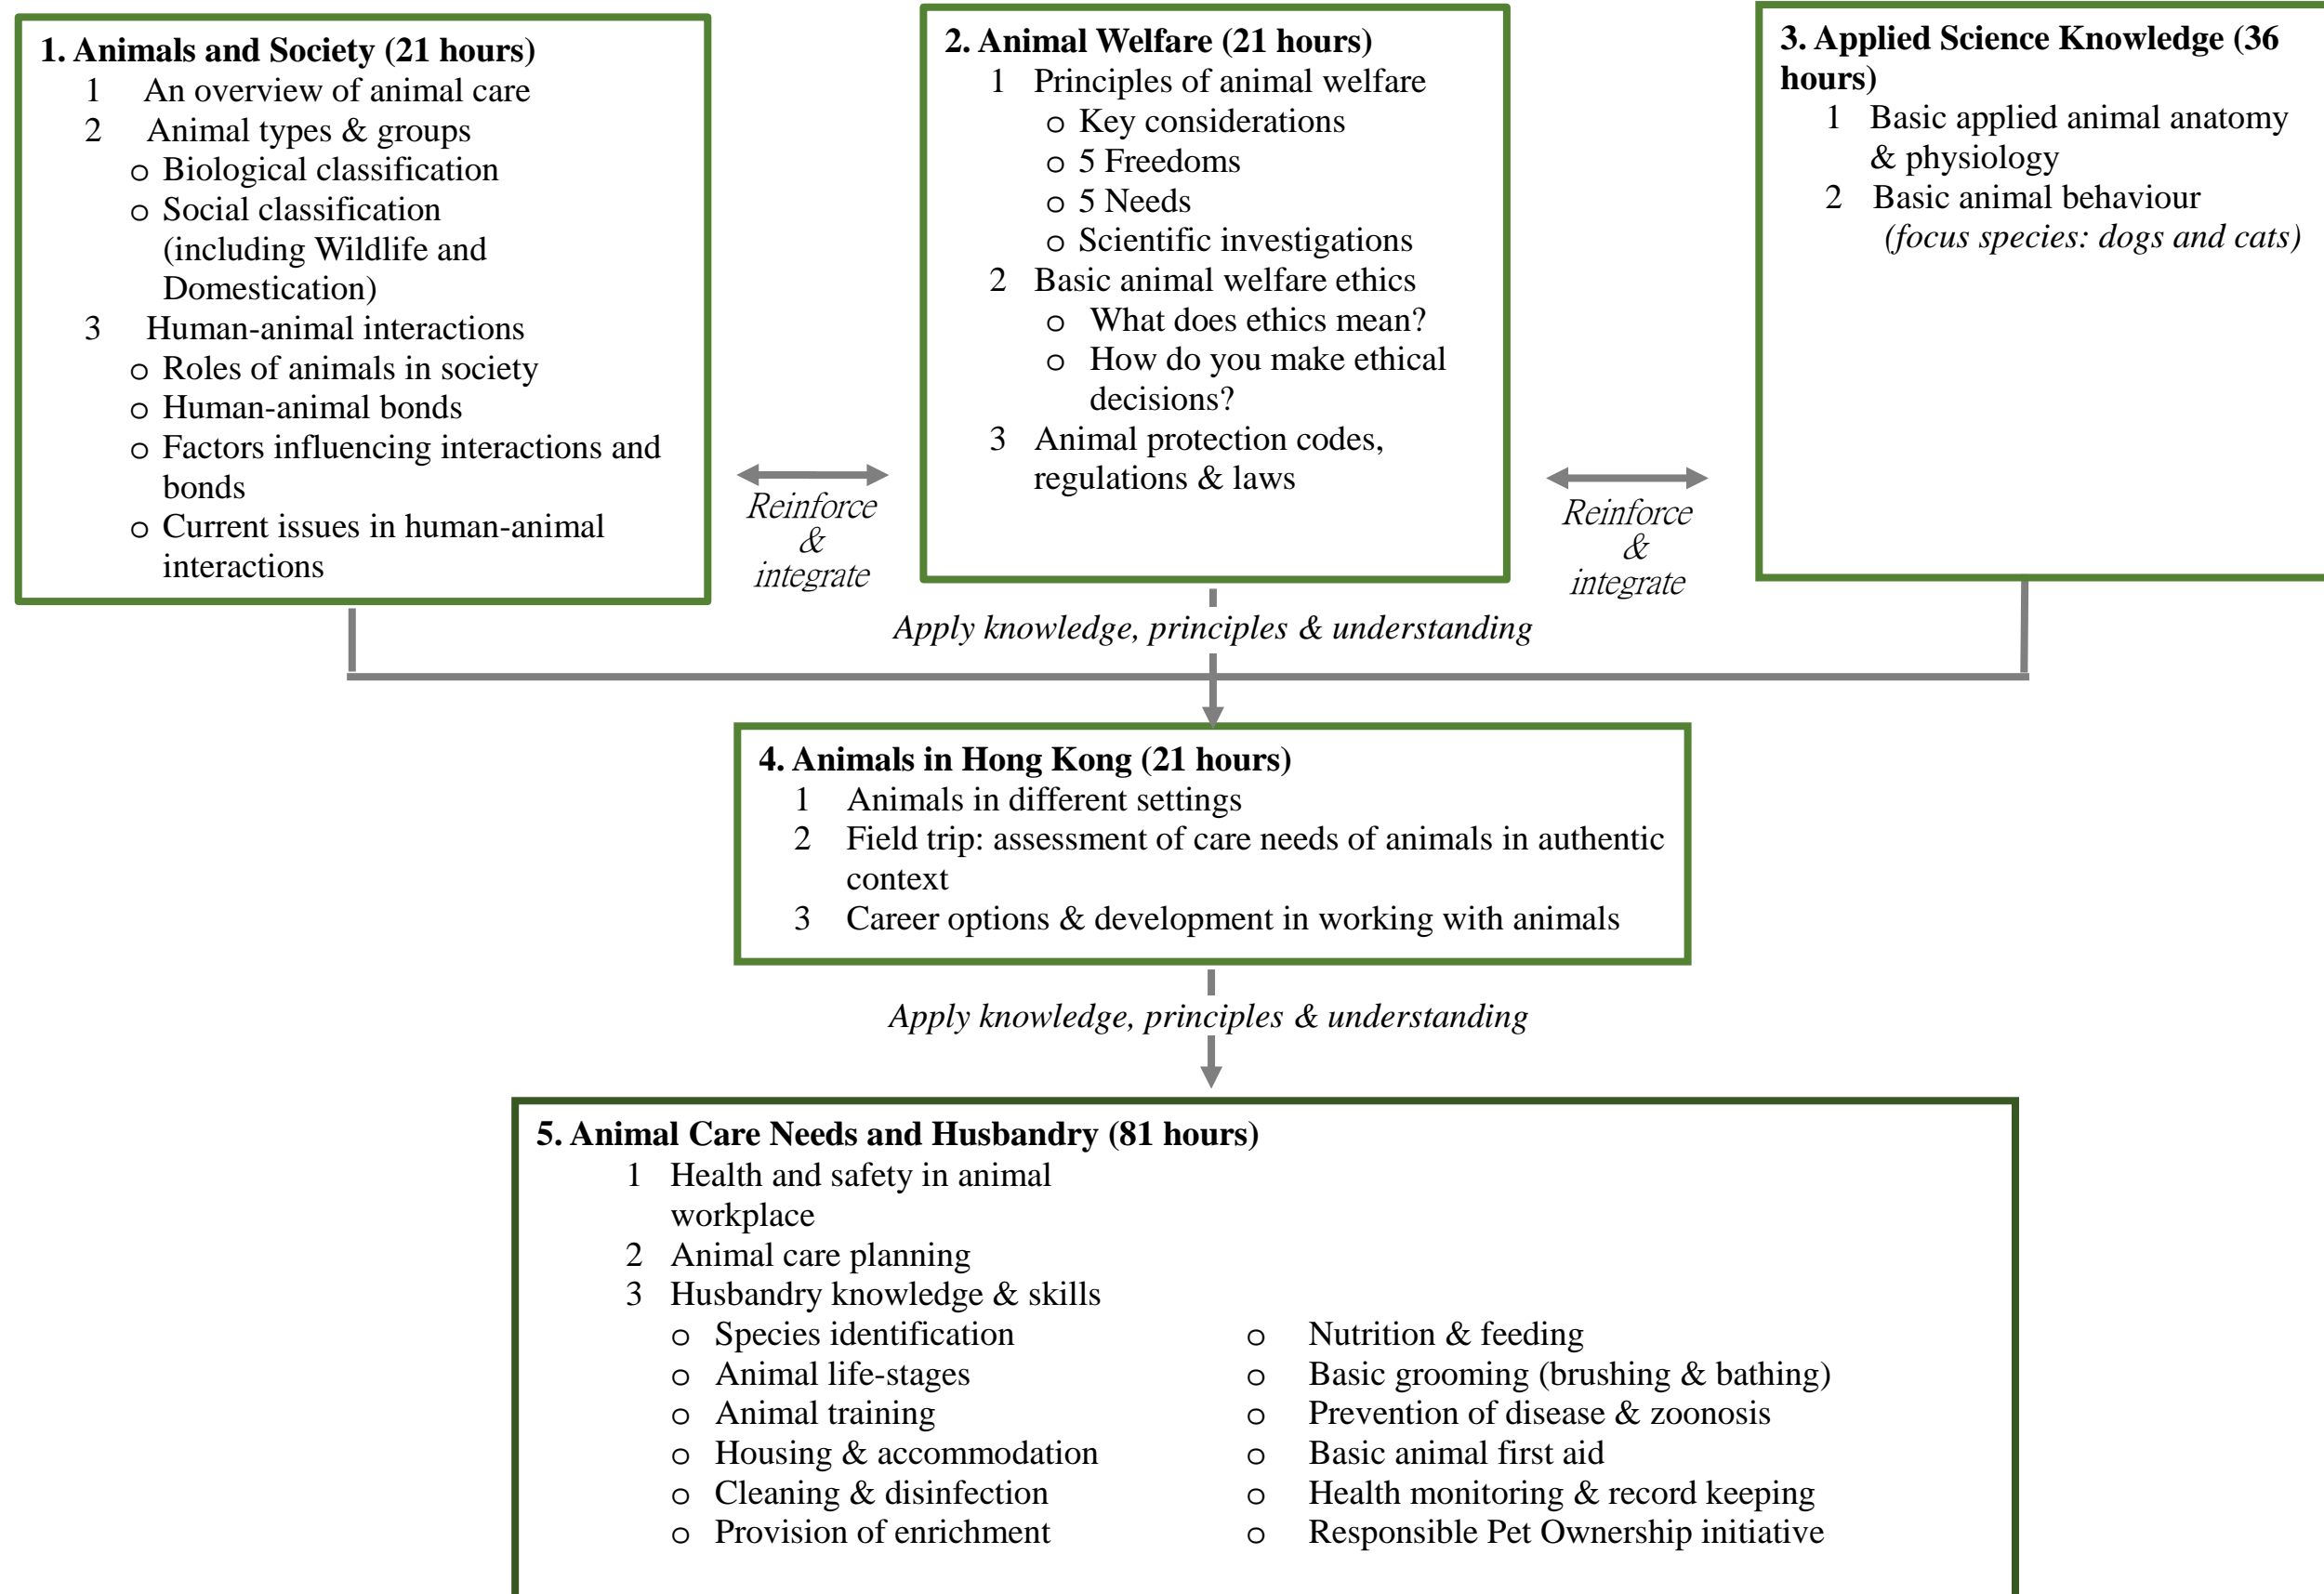 1. Animals and Society (21 hours)
1 An overview of animal care
2 Animal types & groups
o Biological classification
o Social classification
(including Wildlife and
Domestication)
3 Human-animal interactions
o Roles of animals in society
o Human-animal bonds
o Factors influencing interactions and
bonds
o Current issues in human-animal
interactions
Reinforce
&
integrate
2. Animal Welfare (21 hours)
1 Principles of animal welfare
o Key considerations
o 5 Freedoms
o 5 Needs
o Scientific investigations
2 Basic animal welfare ethics
o What does ethics mean?
o How do you make ethical
decisions?
3 Animal protection codes,
regulations & laws
Reinforce
&
integrate
3. Applied Science Knowledge (36
hours)
1 Basic applied animal anatomy
& physiology
2 Basic animal behaviour
(focus species: dogs and cats)
Apply knowledge, principles & understanding
4. Animals in Hong Kong (21 hours)
1 Animals in different settings
2 Field trip: assessment of care needs of animals in authentic
context
3 Career options & development in working with animals
Apply knowledge, principles & understanding
5. Animal Care Needs and Husbandry (81 hours)
1 Health and safety in animal
workplace
2 Animal care planning
3 Husbandry knowledge & skills
o Species identification
o Animal life-stages
o Animal training
o Housing & accommodation
o Cleaning & disinfection
o Provision of enrichment
o Nutrition & feeding
o Basic grooming (brushing & bathing)
o Prevention of disease & zoonosis
o Basic animal first aid
o Health monitoring & record keeping
o Responsible Pet Ownership initiative